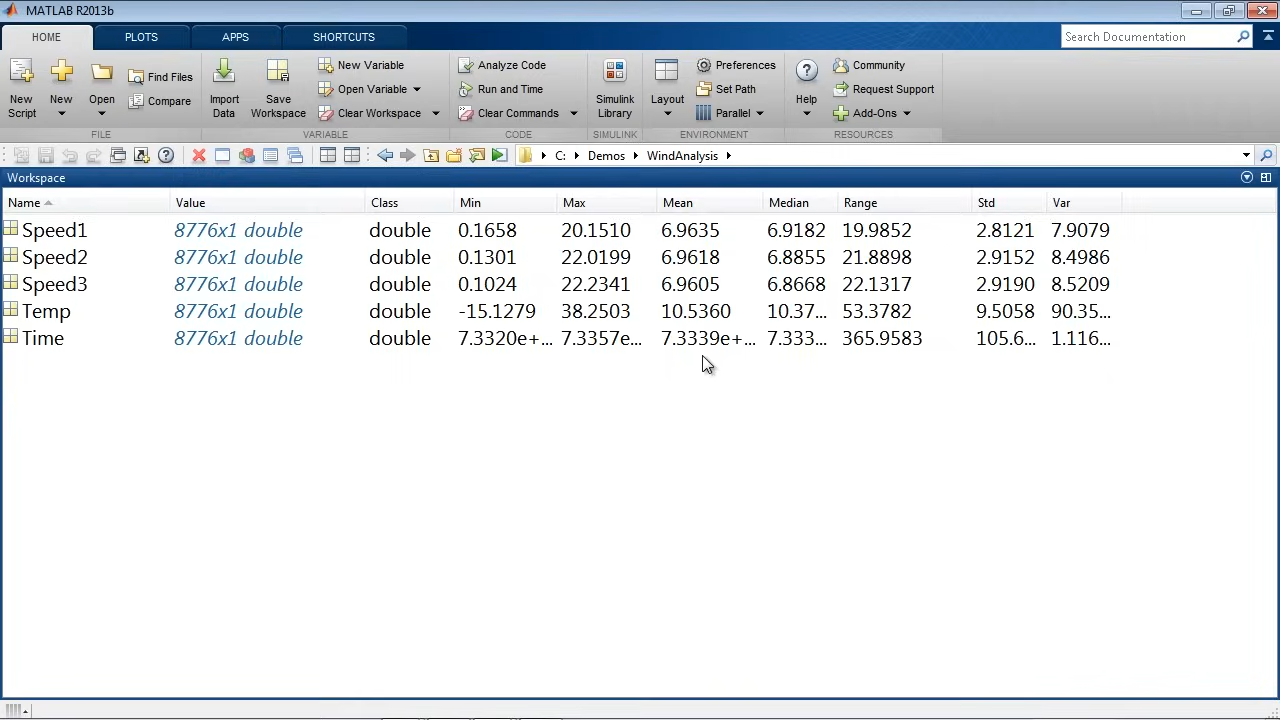 MATLAB R2013b
HOME PLOTS APPS SHORTCUTS Search Documentation
New Script New Open Find Files Compare Import Data Save Workspace New Variable Open Variable Clear Workspace Analyze Code Run and Time Clear Commands Simulink Library Layout Preferences Set Path Parallel Help Community Request Support Add-Ons
FILE VARIABLE CODE SIMULINK ENVIRONMENT RESOURCES
C: Demos WindAnalysis
Workspace
Name Value Class Min Max Mean Median Range Std Var
Speed1 8776x1 double double 0.1658 20.1510 6.9635 6.9182 19.9852 2.8121 7.9079
Speed2 8776x1 double double 0.1301 22.0199 6.9618 6.8855 21.8898 2.9152 8.4986
Speed3 8776x1 double double 0.1024 22.2341 6.9605 6.8668 22.1317 2.9190 8.5209
Temp 8776x1 double double -15.1279 38.2503 10.5360 10.37... 53.3782 9.5058 90.35...
Time 8776x1 double double 7.3320e+... 7.3357e... 7.3339e+... 7.333... 365.9583 105.6... 1.116...